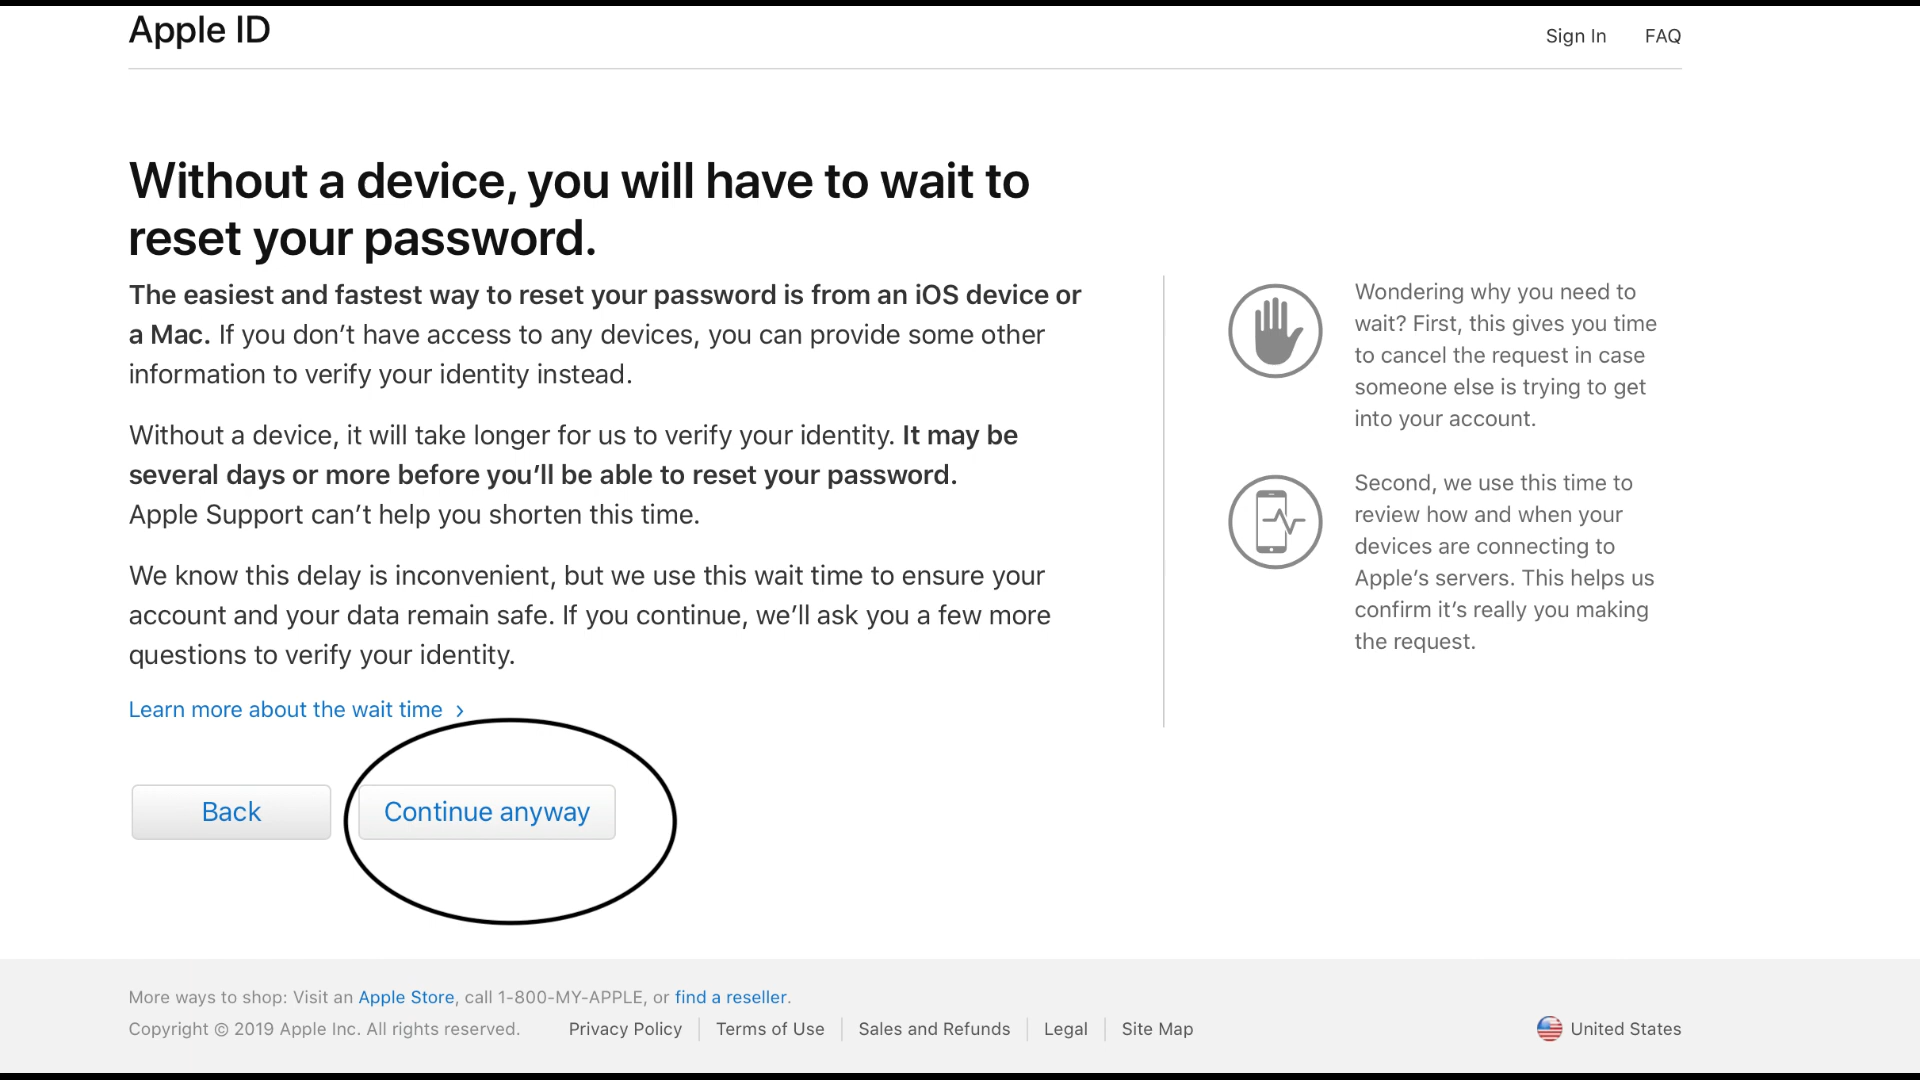 Apple ID
Sign In
FAQ
Without a device, you will have to wait to
reset your password.
The easiest and fastest way to reset your password is from an iOS device or
a Mac. If you don’t have access to any devices, you can provide some other
information to verify your identity instead.
Without a device, it will take longer for us to verify your identity. It may be
several days or more before you’ll be able to reset your password.
Apple Support can’t help you shorten this time.
We know this delay is inconvenient, but we use this wait time to ensure your
account and your data remain safe. If you continue, we’ll ask you a few more
questions to verify your identity.
Learn more about the wait time ›
Back
Continue anyway
Wondering why you need to
wait? First, this gives you time
to cancel the request in case
someone else is trying to get
into your account.
Second, we use this time to
review how and when your
devices are connecting to
Apple’s servers. This helps us
confirm it’s really you making
the request.
More ways to shop: Visit an Apple Store, call 1-800-MY-APPLE, or find a reseller.
Copyright © 2019 Apple Inc. All rights reserved.
Privacy Policy
Terms of Use
Sales and Refunds
Legal
Site Map
United States